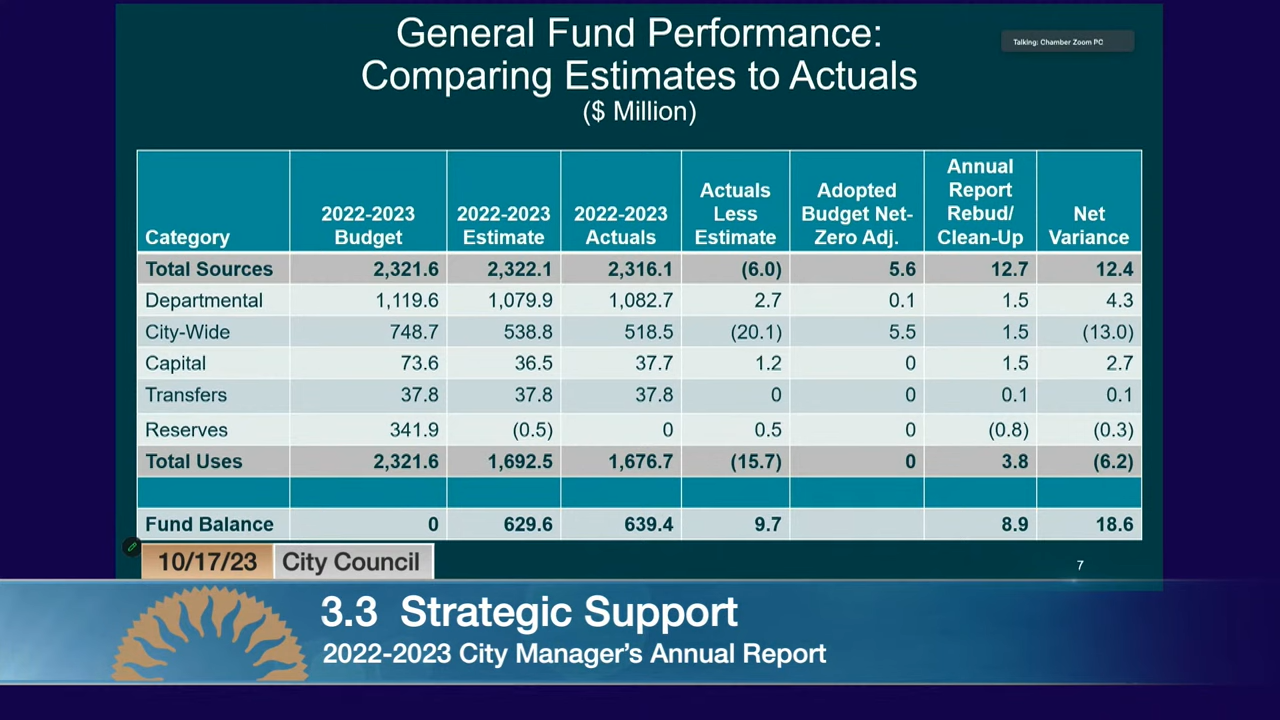 General Fund Performance:
Comparing Estimates to Actuals
($ Million)
Talking: Chamber Zoom PC
Category
2022-2023 Budget
2022-2023 Estimate
2022-2023 Actuals
Actuals Less Estimate
Adopted Budget Net-Zero Adj.
Annual Report Rebud/ Clean-Up
Net Variance
Total Sources 2,321.6 2,322.1 2,316.1 (6.0) 5.6 12.7 12.4
Departmental 1,119.6 1,079.9 1,082.7 2.7 0.1 1.5 4.3
City-Wide 748.7 538.8 518.5 (20.1) 5.5 1.5 (13.0)
Capital 73.6 36.5 37.7 1.2 0 1.5 2.7
Transfers 37.8 37.8 37.8 0 0 0.1 0.1
Reserves 341.9 (0.5) 0 0.5 0 (0.8) (0.3)
Total Uses 2,321.6 1,692.5 1,676.7 (15.7) 0 3.8 (6.2)
Fund Balance 0 629.6 639.4 9.7 8.9 18.6
7
10/17/23 City Council
3.3 Strategic Support
2022-2023 City Manager's Annual Report